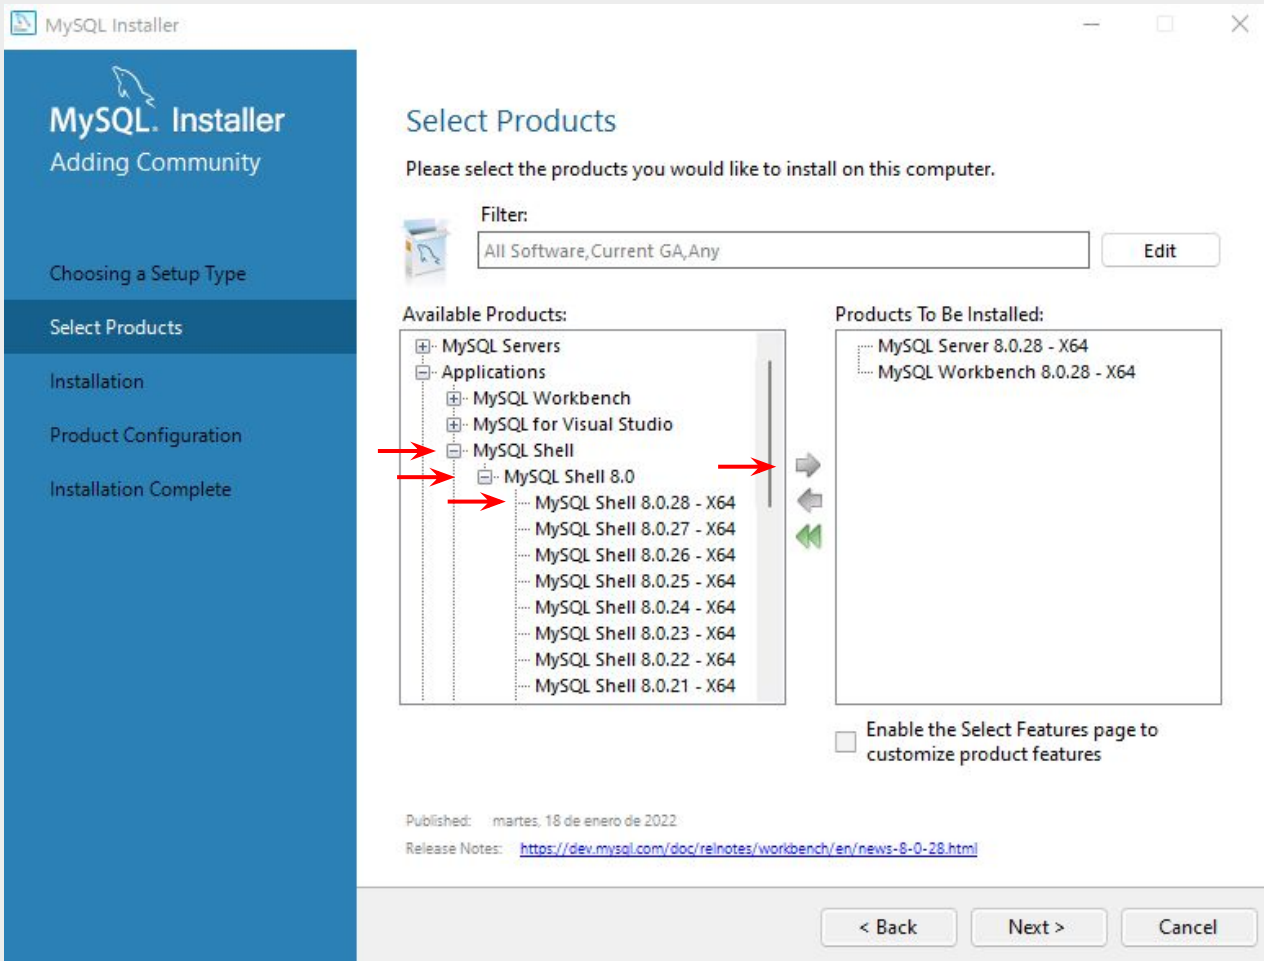 MySQL Installer
MySQL. Installer
Adding Community
Choosing a Setup Type
Select Products
Installation
Product Configuration
Installation Complete
Select Products
Please select the products you would like to install on this computer.
Filter:
All Software,Current GA,Any
Edit
Available Products:
MySQL Servers
Applications
MySQL Workbench
MySQL for Visual Studio
MySQL Shell
MySQL Shell 8.0
MySQL Shell 8.0.28 - X64
MySQL Shell 8.0.27 - X64
MySQL Shell 8.0.26 - X64
MySQL Shell 8.0.25 - X64
MySQL Shell 8.0.24 - X64
MySQL Shell 8.0.23 - X64
MySQL Shell 8.0.22 - X64
MySQL Shell 8.0.21 - X64
Products To Be Installed:
MySQL Server 8.0.28 - X64
MySQL Workbench 8.0.28 - X64
Enable the Select Features page to
customize product features
Published: martes, 18 de enero de 2022
Release Notes: https://dev.mysql.com/doc/relnotes/workbench/en/news-8-0-28.html
< Back
Next >
Cancel